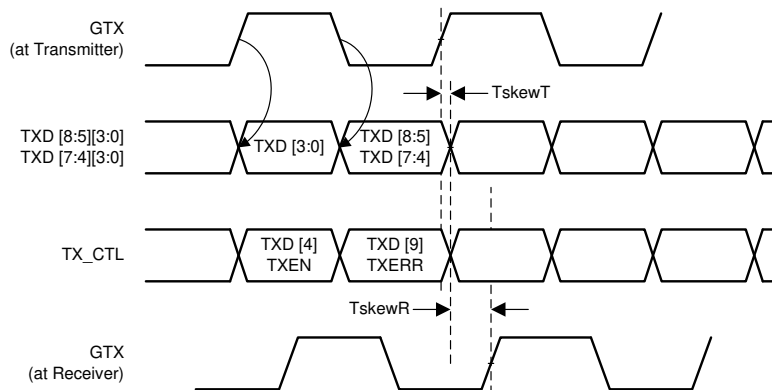 GTX
(at Transmitter)
TskewT
TXD [8:5][3:0]
TXD [7:4][3:0]
TXD [3:0]
TXD [8:5]
TXD [7:4]
TX_CTL
TXD [4]
TXEN
TXD [9]
TXERR
TskewR
GTX
(at Receiver)